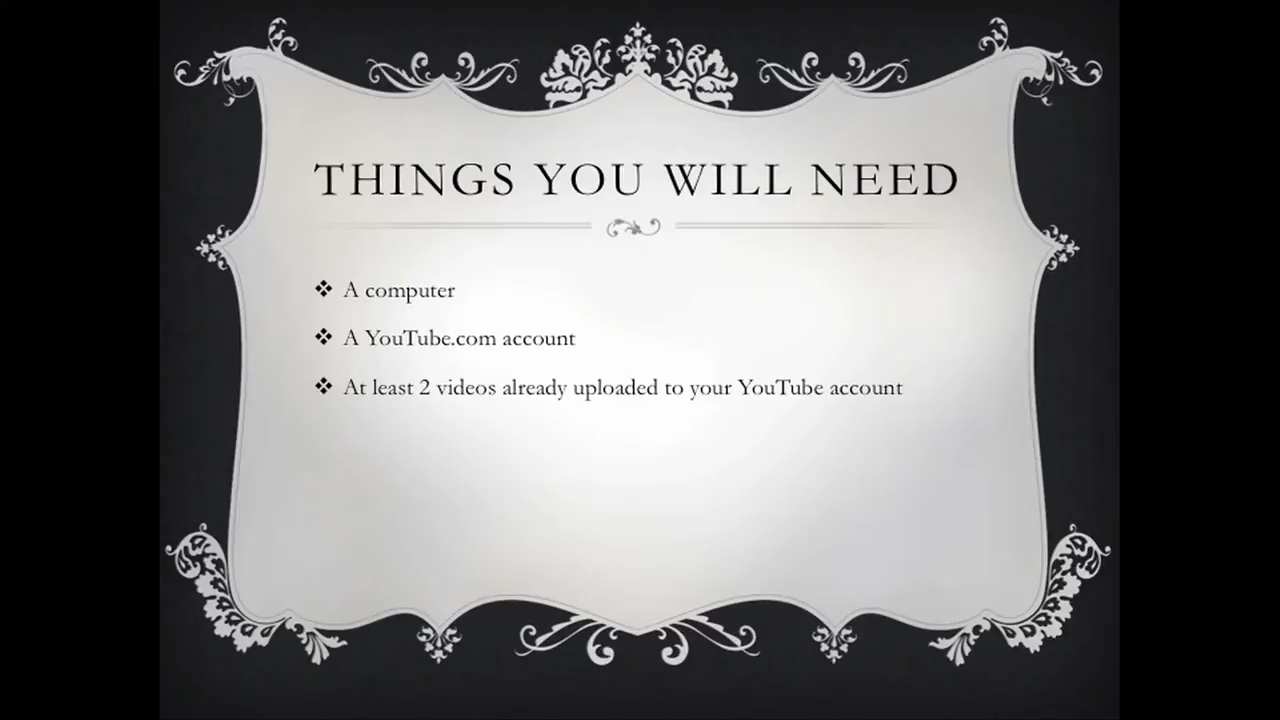 THINGS YOU WILL NEED
❖ A computer
❖ A YouTube.com account
❖ At least 2 videos already uploaded to your YouTube account